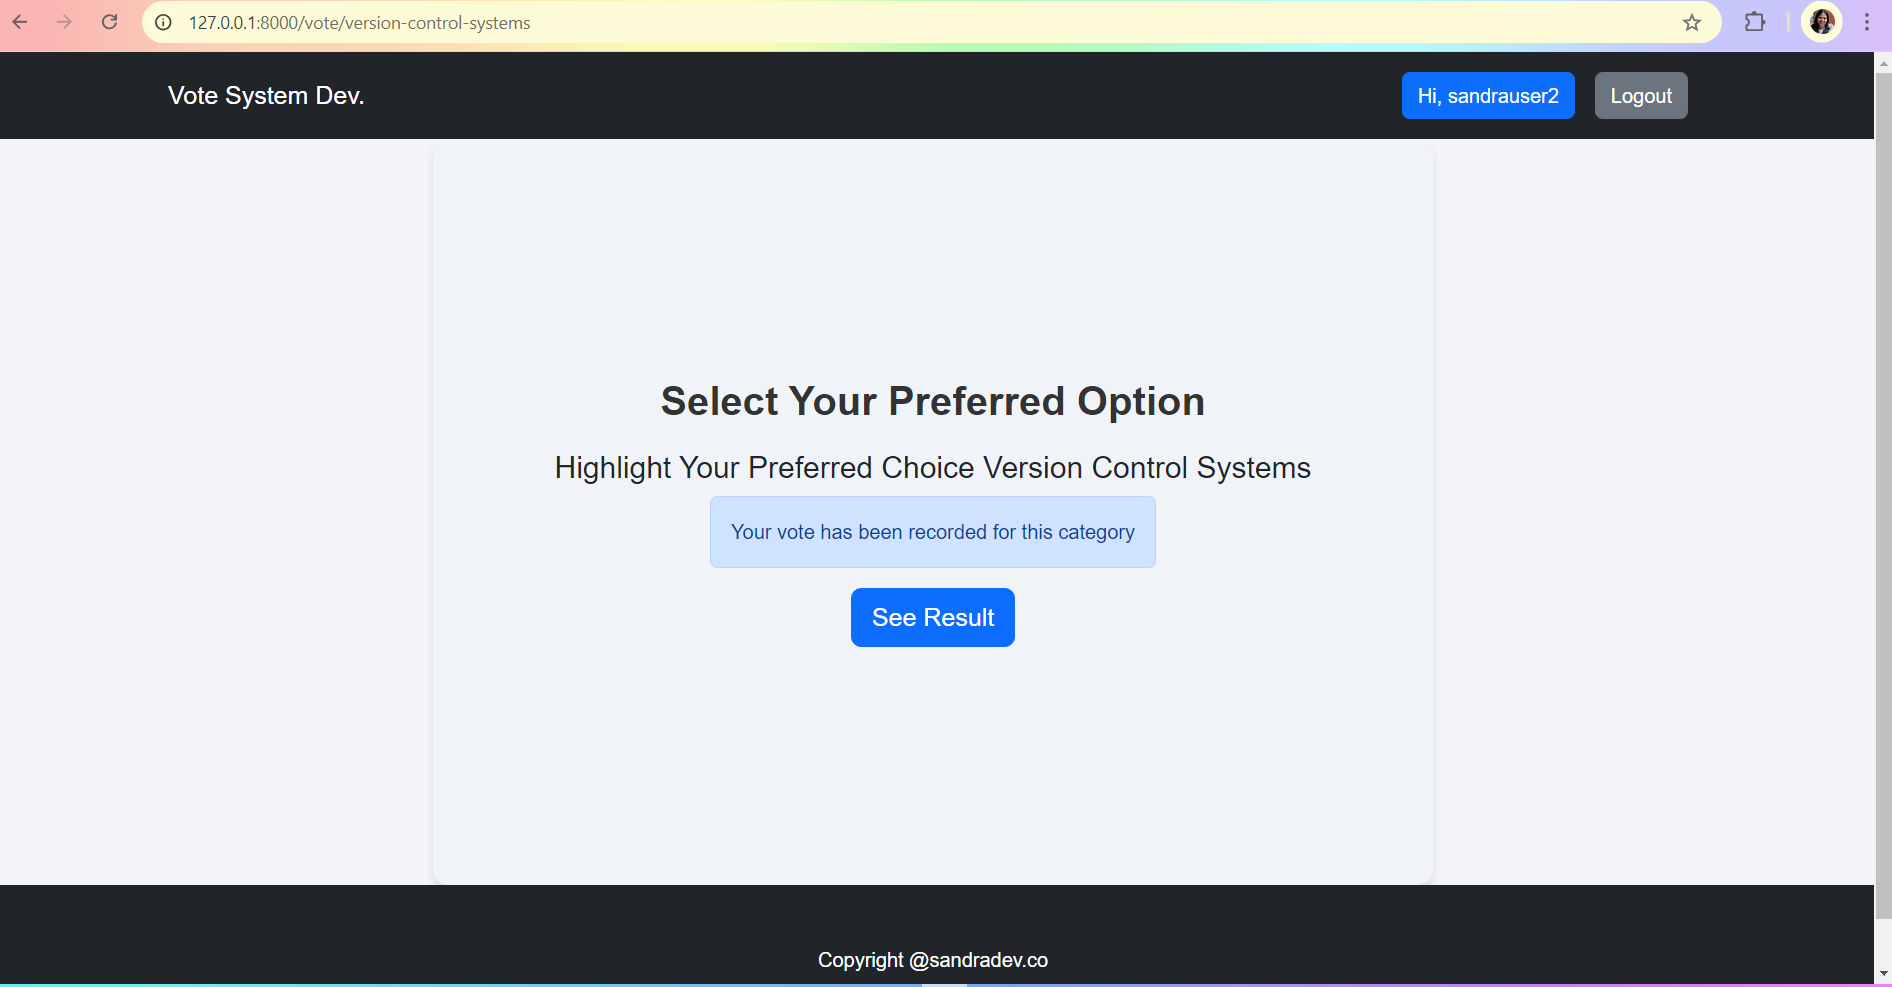 127.0.0.1:8000/vote/version-control-systems
Vote System Dev.
Hi, sandrauser2
Logout
Select Your Preferred Option
Highlight Your Preferred Choice Version Control Systems
Your vote has been recorded for this category
See Result
Copyright @sandradev.co